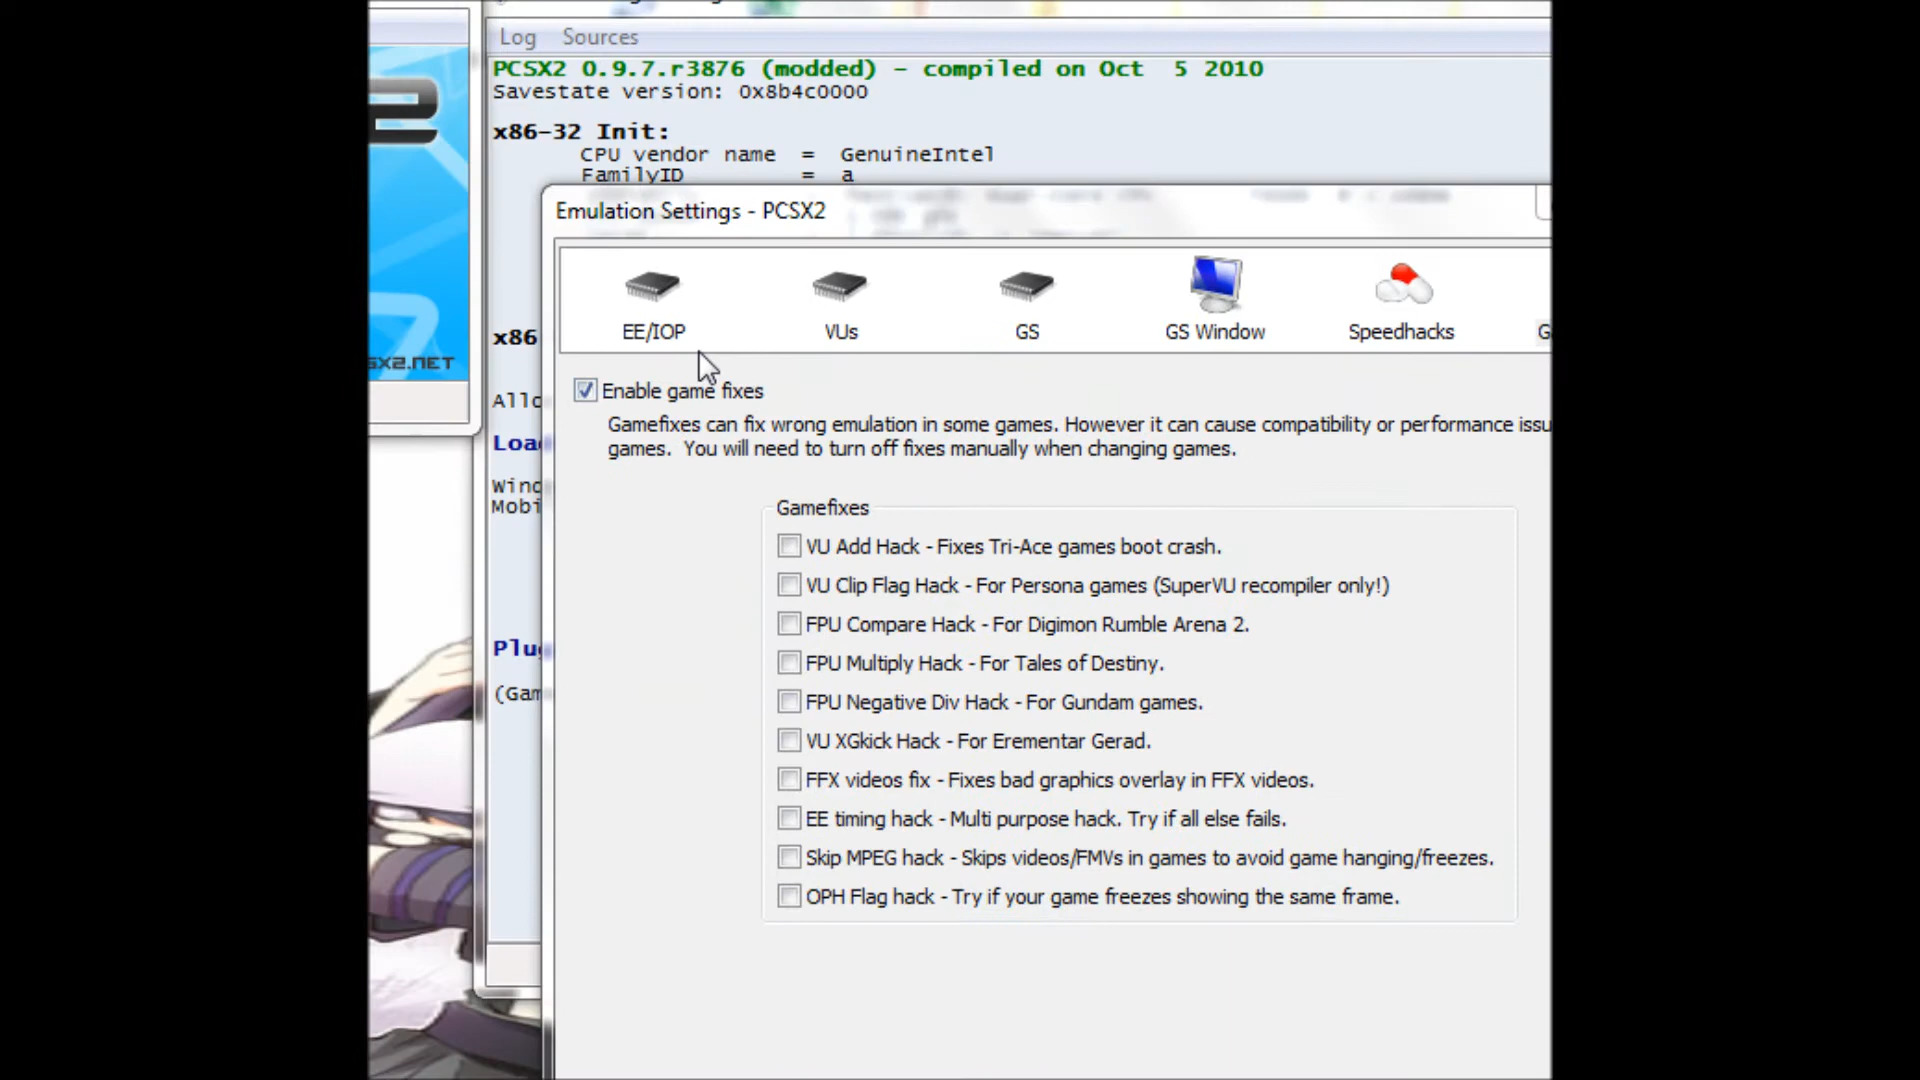 Log Sources
PCSX2 0.9.7.r3876 (modded) - compiled on Oct 5 2010
Savestate version: 0x8b4c0000
x86-32 Init:
CPU vendor name = GenuineIntel
FamilyID = a
Emulation Settings - PCSX2
EE/IOP VUs GS GS Window Speedhacks G
x86
SX2.NET
Enable game fixes
Allo
Gamefixes can fix wrong emulation in some games. However it can cause compatibility or performance issu
Load
games. You will need to turn off fixes manually when changing games.
Wind
Mobi
Gamefixes
VU Add Hack - Fixes Tri-Ace games boot crash.
VU Clip Flag Hack - For Persona games (SuperVU recompiler only!)
FPU Compare Hack - For Digimon Rumble Arena 2.
Plug
FPU Multiply Hack - For Tales of Destiny.
(Gam
FPU Negative Div Hack - For Gundam games.
VU XGkick Hack - For Erementar Gerad.
FFX videos fix - Fixes bad graphics overlay in FFX videos.
EE timing hack - Multi purpose hack. Try if all else fails.
Skip MPEG hack - Skips videos/FMVs in games to avoid game hanging/freezes.
OPH Flag hack - Try if your game freezes showing the same frame.